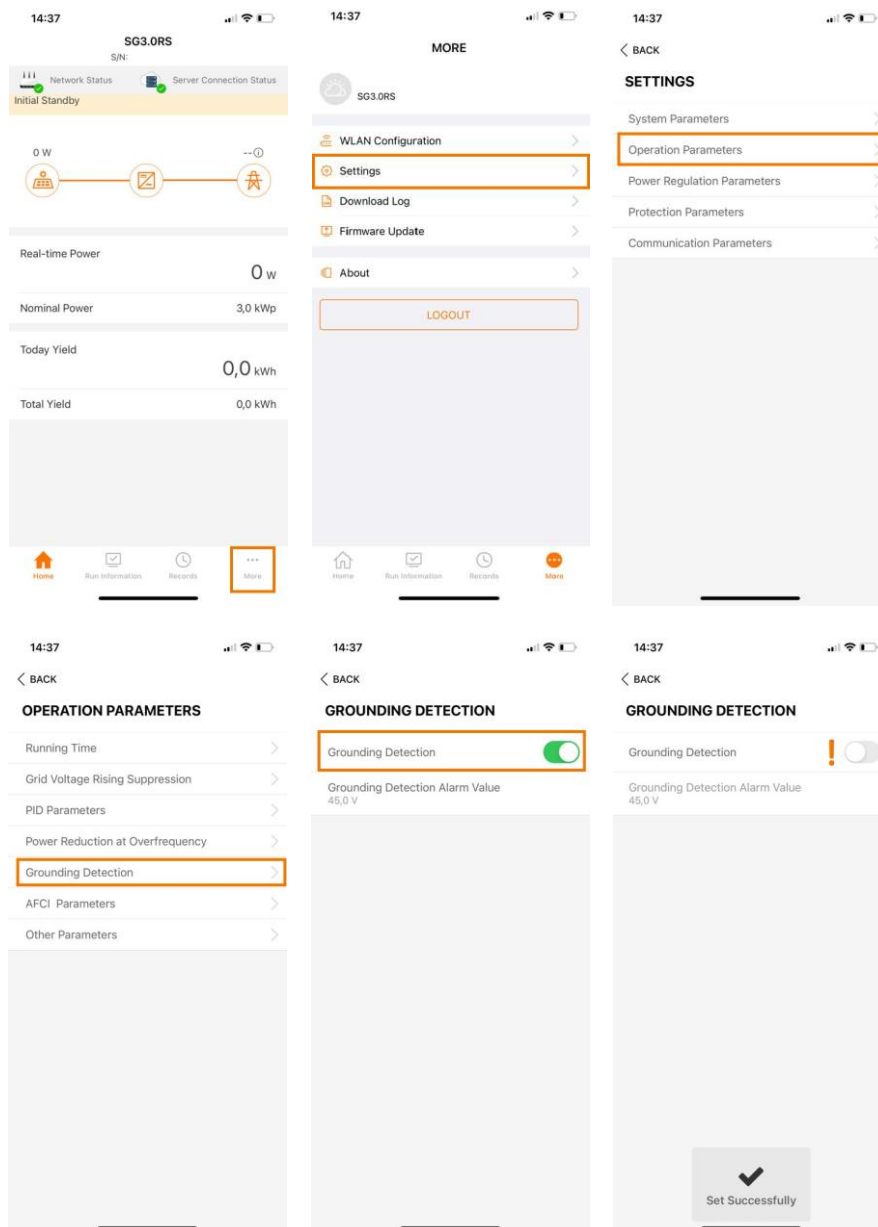 14:37
SG3.0RS
S/N:
Network Status
Server Connection Status
Initial Standby
0 W
--
Real-time Power
0 W
Nominal Power
3,0 kWp
Today Yield
0,0 kWh
Total Yield
0,0 kWh
Home
Run Information
Records
More
14:37
MORE
SG3.0RS
WLAN Configuration
Settings
Download Log
Firmware Update
About
LOGOUT
Home
Run Information
Records
More
14:37
BACK
SETTINGS
System Parameters
Operation Parameters
Power Regulation Parameters
Protection Parameters
Communication Parameters
14:37
BACK
OPERATION PARAMETERS
Running Time
Grid Voltage Rising Suppression
PID Parameters
Power Reduction at Overfrequency
Grounding Detection
AFCI Parameters
Other Parameters
14:37
BACK
GROUNDING DETECTION
Grounding Detection
Grounding Detection Alarm Value
45,0 V
14:37
BACK
GROUNDING DETECTION
Grounding Detection
!
Grounding Detection Alarm Value
45,0 V
Set Successfully